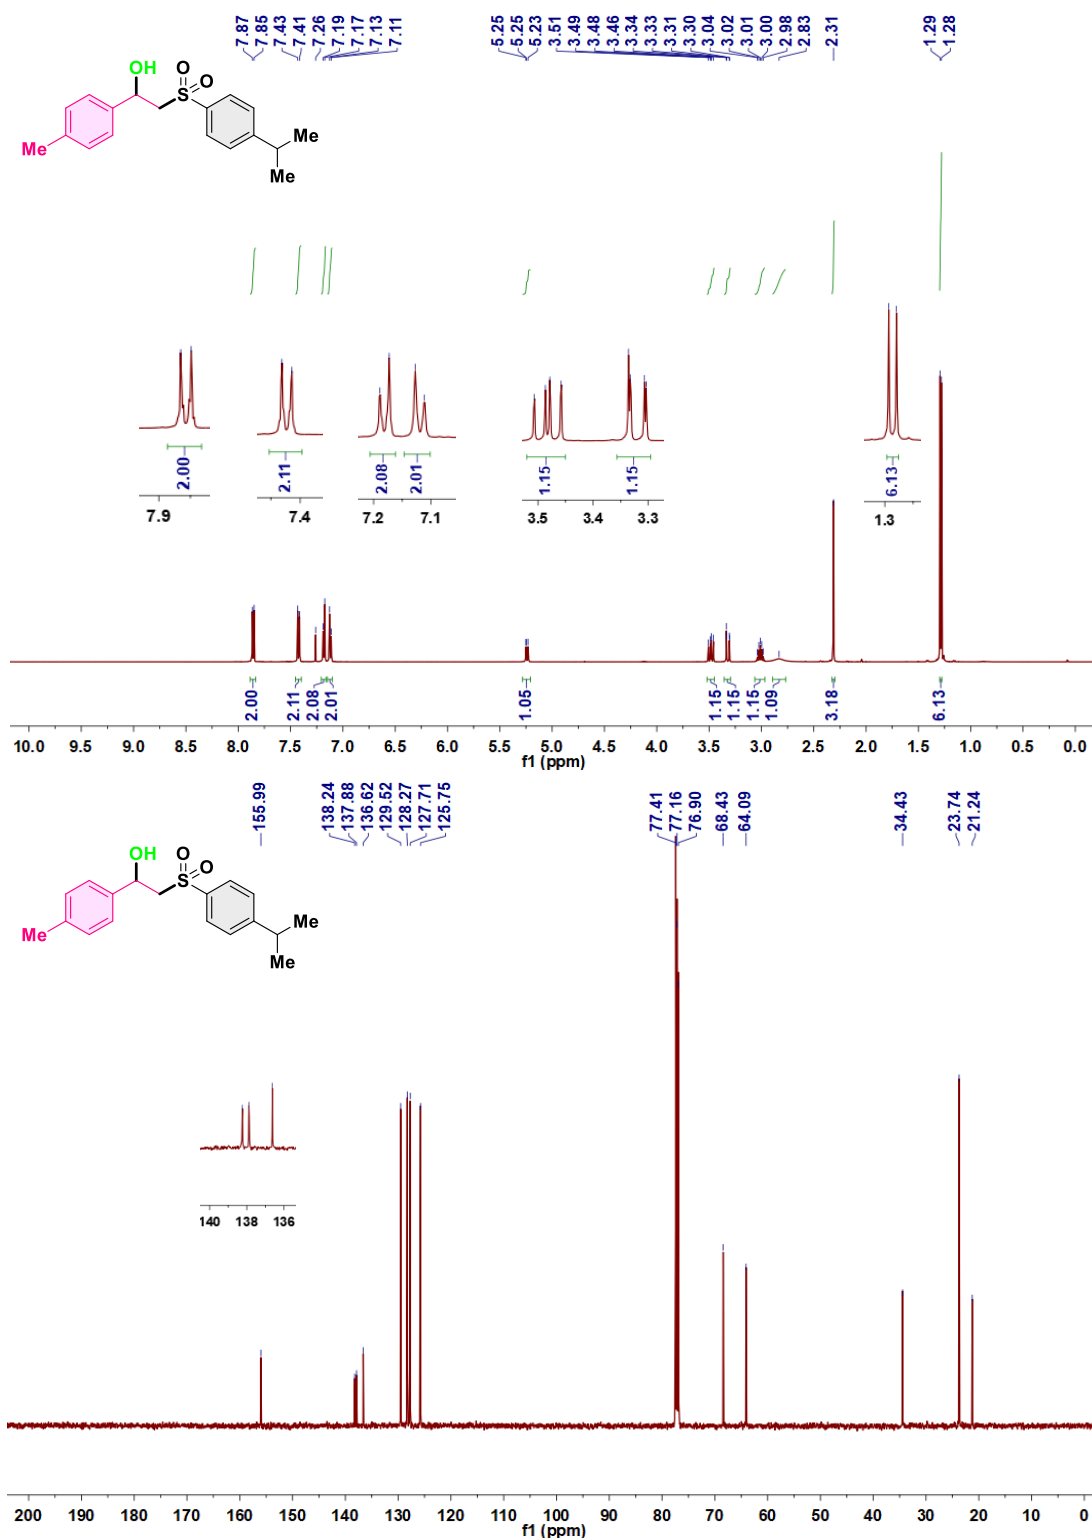 7.87 7.85 7.43 7.41 7.26 7.19 7.17 7.13 7.11 5.25 5.25 5.23 3.51 3.49 3.48 3.46 3.34 3.33 3.31 3.30 3.04 3.02 3.01 3.00 2.98 2.83 2.31 1.29 1.28
OH
O
O
S
Me
Me
Me
2.00 2.11 2.08 2.01 1.15 1.15 6.13
7.9 7.4 7.2 7.1 3.5 3.4 3.3 1.3
2.00 2.11 2.08 2.01 1.05 1.15 1.15 1.15 1.09 3.18 6.13
10.0 9.5 9.0 8.5 8.0 7.5 7.0 6.5 6.0 5.5 5.0 4.5 4.0 3.5 3.0 2.5 2.0 1.5 1.0 0.5 0.0
f1 (ppm)
155.99 138.24 137.88 136.62 129.52 128.27 127.71 125.75 77.41 77.16 76.90 68.43 64.09 34.43 23.74 21.24
OH
O
O
S
Me
Me
Me
140 138 136
200 190 180 170 160 150 140 130 120 110 100 90 80 70 60 50 40 30 20 10 0
f1 (ppm)